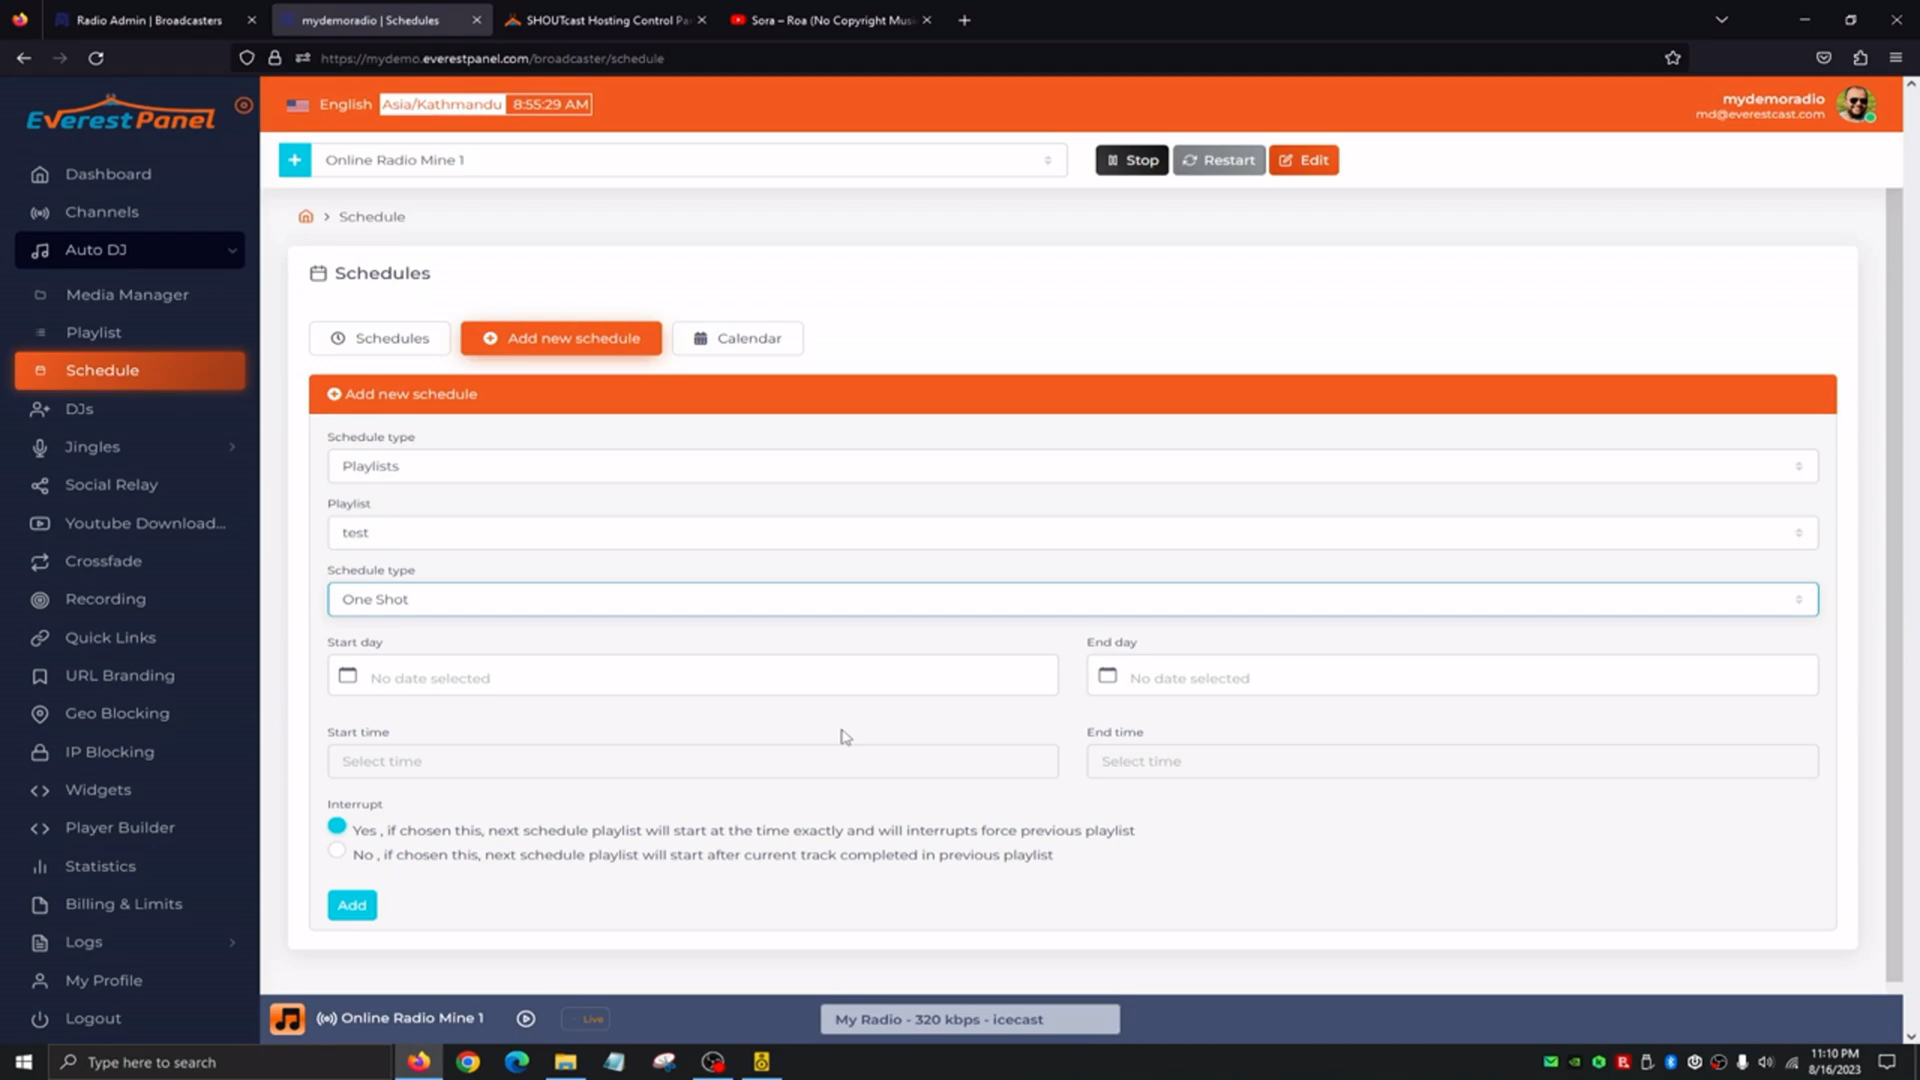 Radio Admin | Broadcasters
mydemoradio | Schedules
SHOUTcast Hosting Control Pa
Sora – Roa (No Copyright Musi
https://mydemo.everestpanel.com/broadcaster/schedule
EverestPanel
English
Asia/Kathmandu
8:55:29 AM
mydemoradio
md@everestcast.com
Online Radio Mine 1
Stop
Restart
Edit
Dashboard
Channels
Auto DJ
Media Manager
Playlist
Schedule
DJs
Jingles
Social Relay
Youtube Download...
Crossfade
Recording
Quick Links
URL Branding
Geo Blocking
IP Blocking
Widgets
Player Builder
Statistics
Billing & Limits
Logs
My Profile
Logout
> Schedule
Schedules
Schedules
Add new schedule
Calendar
Add new schedule
Schedule type
Playlists
Playlist
test
Schedule type
One Shot
Start day
End day
No date selected
No date selected
Start time
End time
Select time
Select time
Interrupt
Yes , if chosen this, next schedule playlist will start at the time exactly and will interrupts force previous playlist
No , if chosen this, next schedule playlist will start after current track completed in previous playlist
Add
Online Radio Mine 1
Live
My Radio - 320 kbps - icecast
Type here to search
11:10 PM
8/16/2023